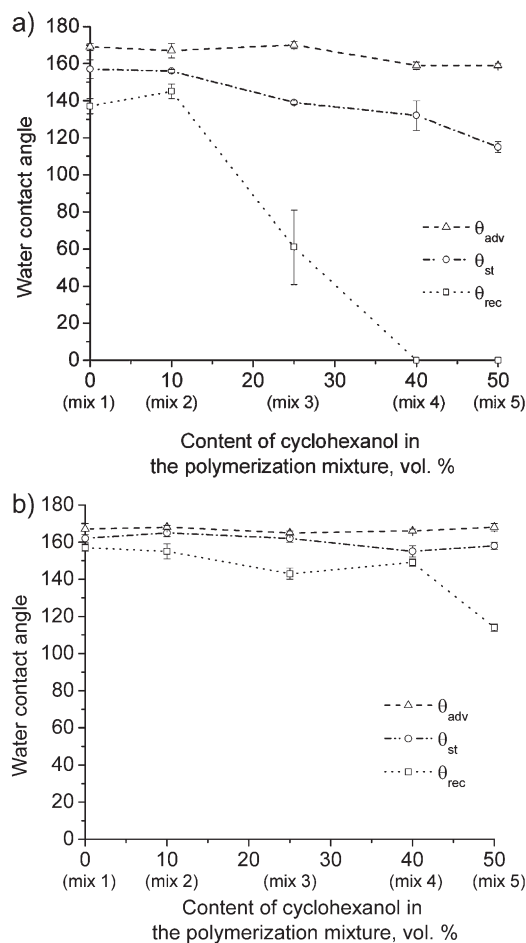 a)
180
160
140
120
100
80
60
40
20
0
Water contact angle
θadv
θst
θrec
0 10 20 30 40 50
(mix 1) (mix 2) (mix 3) (mix 4) (mix 5)
Content of cyclohexanol in
the polymerization mixture, vol. %
b)
180
160
140
120
100
80
60
40
20
0
Water contact angle
θadv
θst
θrec
0 10 20 30 40 50
(mix 1) (mix 2) (mix 3) (mix 4) (mix 5)
Content of cyclohexanol in
the polymerization mixture, vol. %